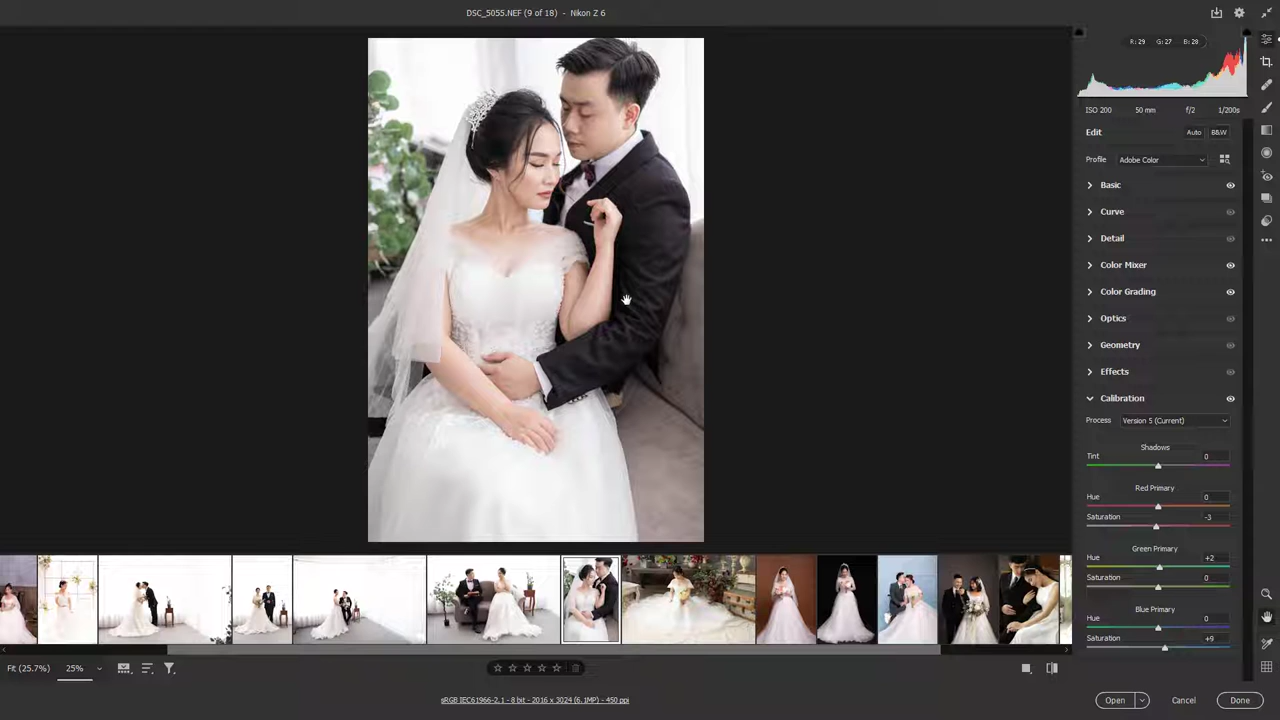 DSC_5055.NEF (9 of 18) - Nikon Z 6
R: 29 G: 27 B: 28
ISO 200 50 mm f/2 1/200s
Edit Auto B&W
Profile Adobe Color
Basic
Curve
Detail
Color Mixer
Color Grading
Optics
Geometry
Effects
Calibration
Process Version 5 (Current)
Shadows
Tint 0
Red Primary
Hue 0
Saturation -3
Green Primary
Hue +2
Saturation 0
Blue Primary
Hue 0
Saturation +9
Fit (25.7%) 25%
sRGB IEC61966-2.1 - 8 bit - 2016 x 3024 (6.1MP) - 450 ppi
Open Cancel Done